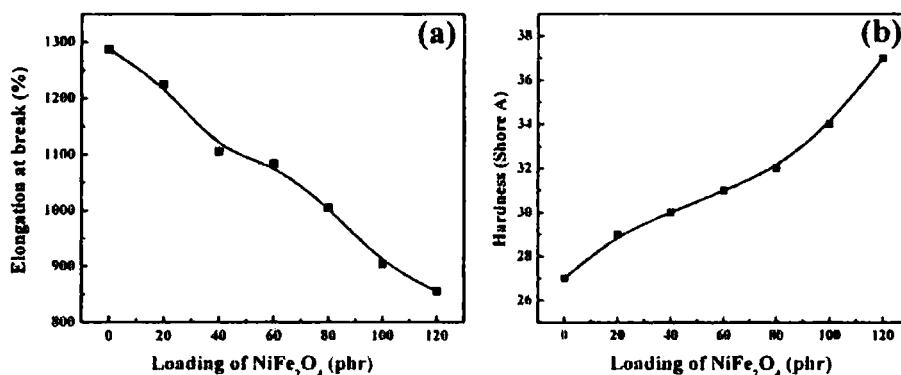 (a)
Elongation at break (%)
1300
1200
1100
1000
900
800
0 20 40 60 80 100 120
Loading of NiFe₂O₄ (phr)
(b)
Hardness (Shore A)
38
36
34
32
30
28
26
0 20 40 60 80 100 120
Loading of NiFe₂O₄ (phr)